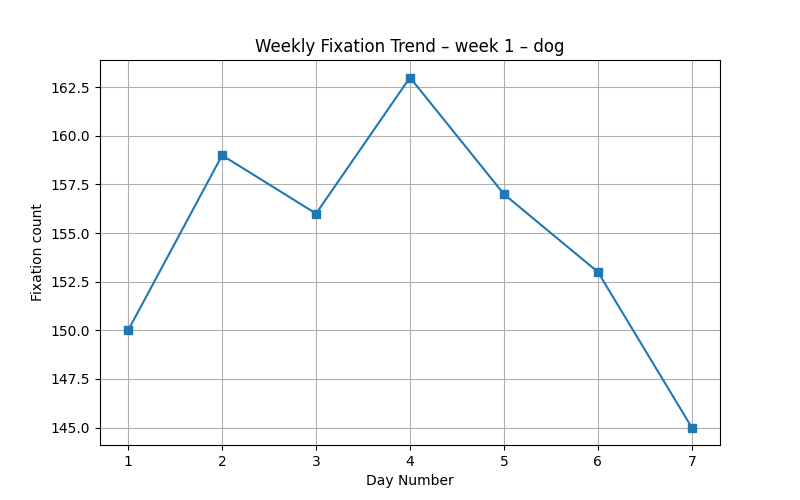 Weekly Fixation Trend – week 1 – dog
162.5
160.0
157.5
155.0
152.5
150.0
147.5
145.0
Fixation count
1 2 3 4 5 6 7
Day Number